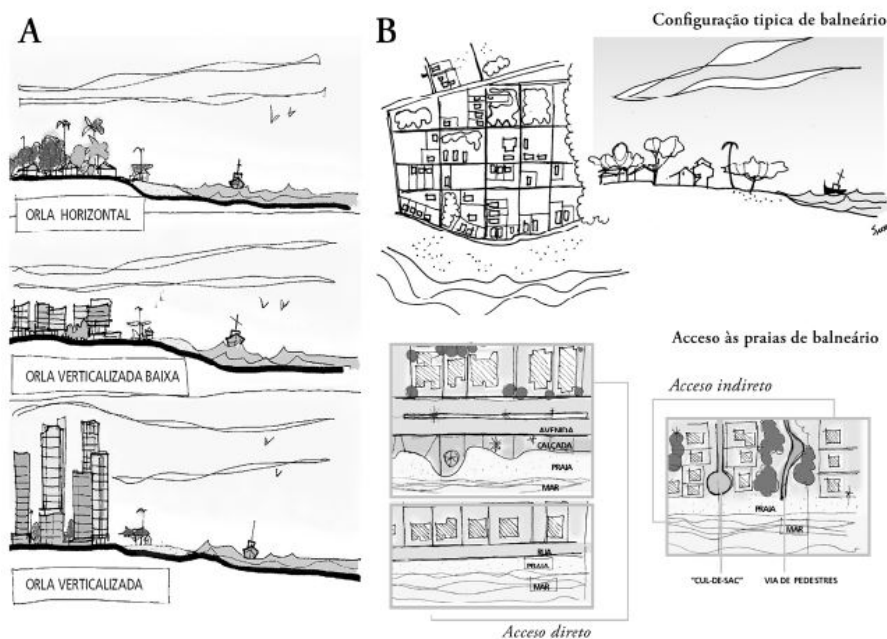 A
ORLA HORIZONTAL
ORLA VERTICALIZADA BAIXA
ORLA VERTICALIZADA
B
Configuração tipica de balneário
Acceso às praias de balneário
AVENIDA
CALÇADA
PRAIA
MAR
RUA
PRAIA
MAR
Acceso direto
Acceso indireto
PRAIA
MAR
"CUL-DE-SAC"
VIA DE PEDESTRES